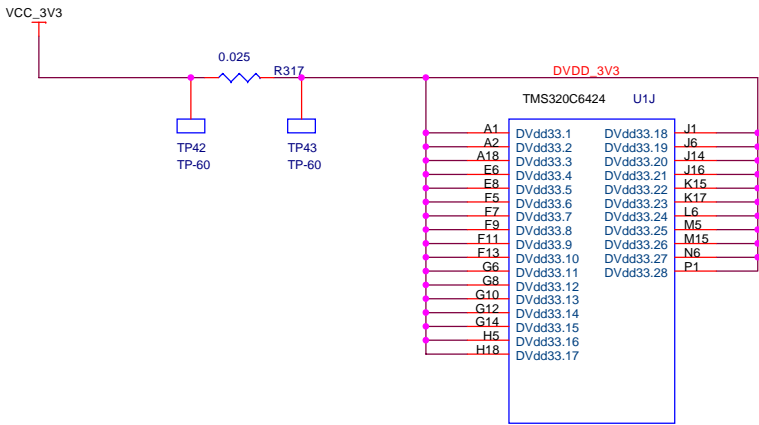 VCC_3V3
0.025
R317
DVDD_3V3
TMS320C6424 U1J
TP42
TP-60
TP43
TP-60
A1 DVdd33.1 DVdd33.18 J1
A2 DVdd33.2 DVdd33.19 J6
A18 DVdd33.3 DVdd33.20 J14
E6 DVdd33.4 DVdd33.21 J16
E8 DVdd33.5 DVdd33.22 K15
F5 DVdd33.6 DVdd33.23 K17
F7 DVdd33.7 DVdd33.24 L6
F9 DVdd33.8 DVdd33.25 M5
F11 DVdd33.9 DVdd33.26 M15
F13 DVdd33.10 DVdd33.27 N6
G6 DVdd33.11 DVdd33.28 P1
G8 DVdd33.12
G10 DVdd33.13
G12 DVdd33.14
G14 DVdd33.15
H5 DVdd33.16
H18 DVdd33.17